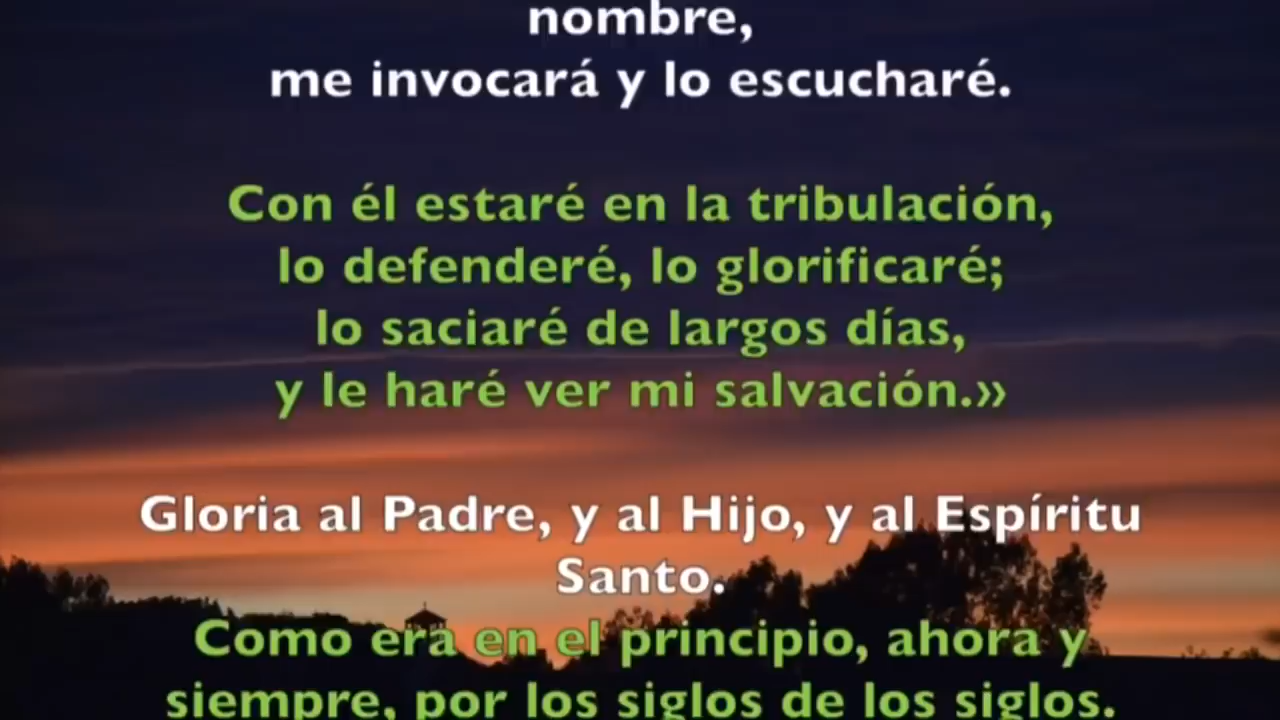 nombre,
me invocará y lo escucharé.
Con él estaré en la tribulación,
lo defenderé, lo glorificaré;
lo saciaré de largos días,
y le haré ver mi salvación.»
Gloria al Padre, y al Hijo, y al Espíritu
Santo.
Como era en el principio, ahora y
siempre, por los siglos de los siglos.